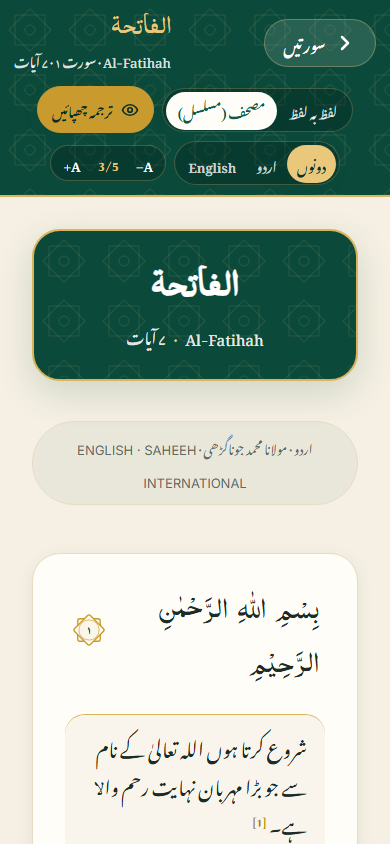 سورتیں
الفاتحة
Al-Fatihah · سورت ۱ · ۷ آیات
لفظ بہ لفظ
مصحف (مسلسل)
ترجمہ چھپائیں
دونوں
اردو
English
A−
3/5
A+
الفاتحة
Al-Fatihah · ۷ آیات
اردو · مولانا محمد جوناگڑھی · ENGLISH · SAHEEH
INTERNATIONAL
بِسْمِ اللّٰهِ الرَّحْمٰنِ
الرَّحِيْمِ
۱
شروع کرتا ہوں اللہ تعالیٰ کے نام
سے جو بڑا مہربان نہایت رحم والا
ہے۔ [1]